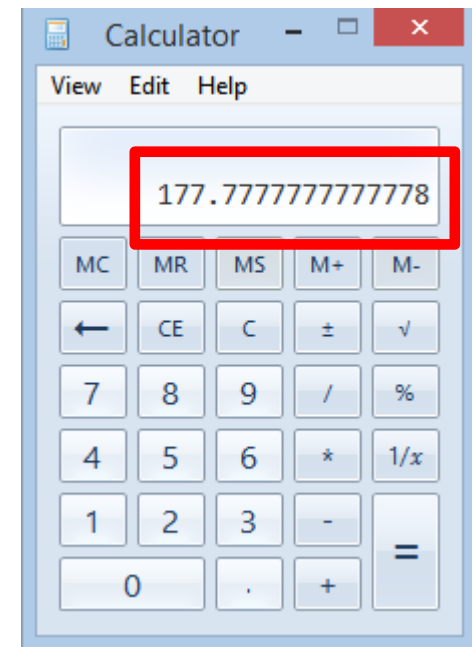 Calculator
View Edit Help
177.7777777777778
MC MR MS M+ M-
← CE C ± √
7 8 9 / %
4 5 6 * 1/x
1 2 3 - =
0 . +